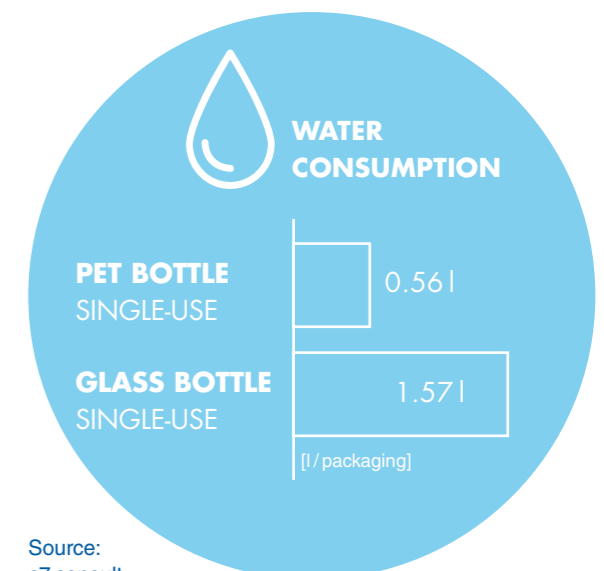 WATER
CONSUMPTION
PET BOTTLE
SINGLE-USE
0.56 l
GLASS BOTTLE
SINGLE-USE
1.57 l
[l / packaging]
Source: